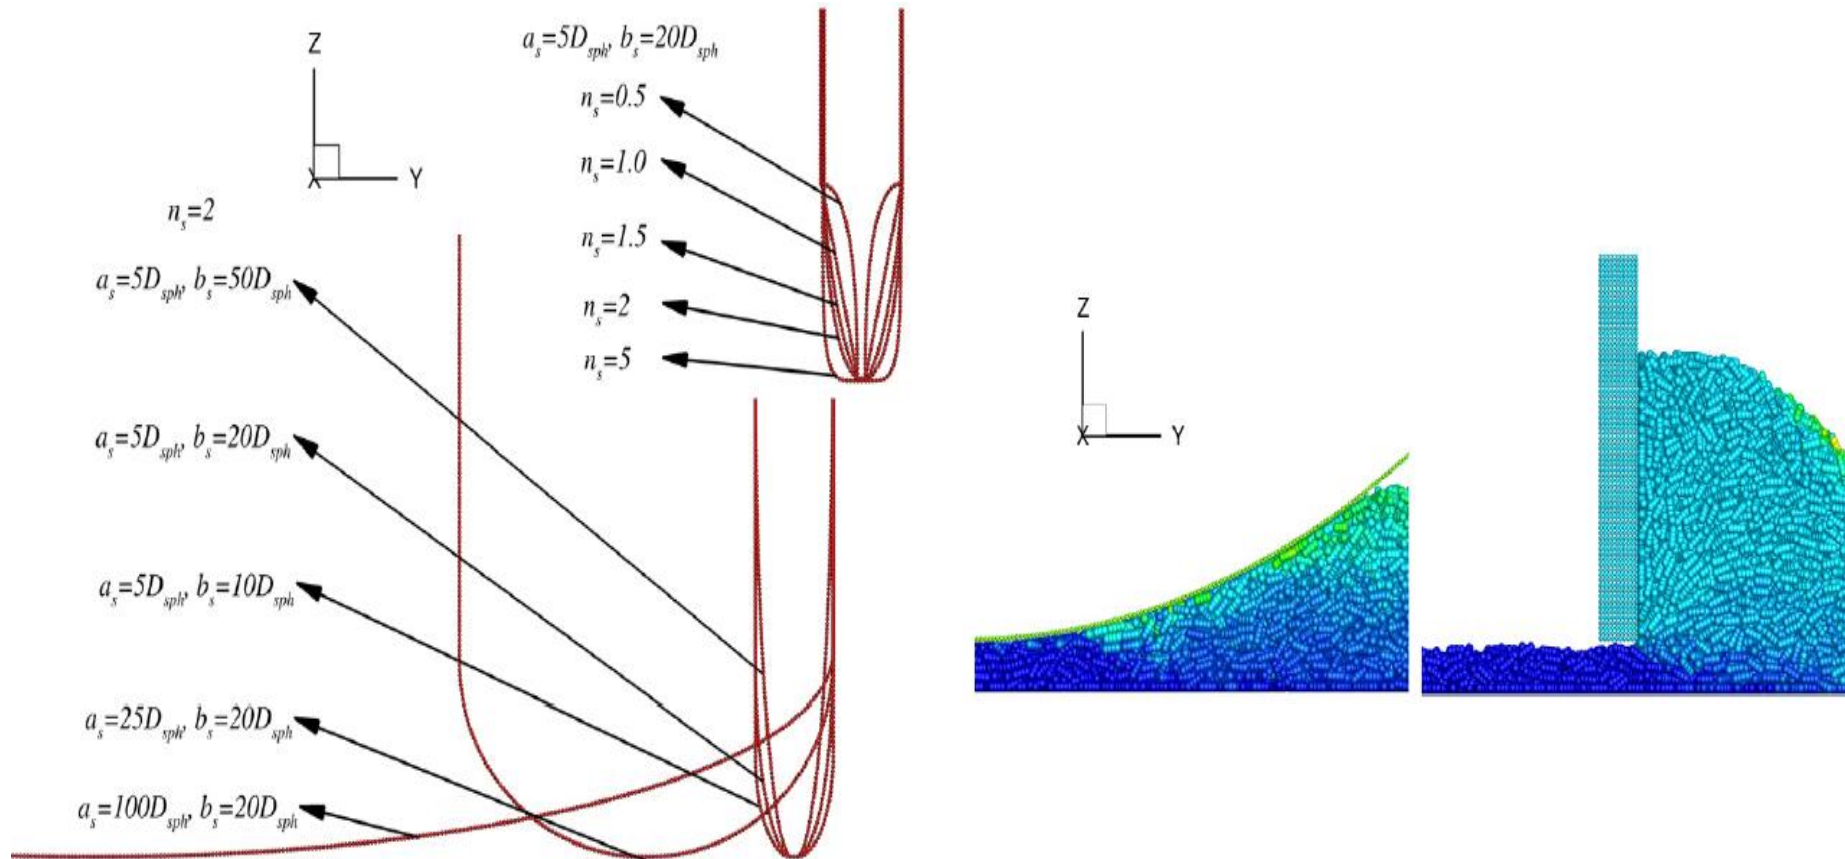 Z
X
Y
n_s=2
a_s=5D_sph, b_s=50D_sph
a_s=5D_sph, b_s=20D_sph
a_s=5D_sph, b_s=10D_sph
a_s=25D_sph, b_s=20D_sph
a_s=100D_sph, b_s=20D_sph
a_s=5D_sph, b_s=20D_sph
n_s=0.5
n_s=1.0
n_s=1.5
n_s=2
n_s=5
Z
X
Y